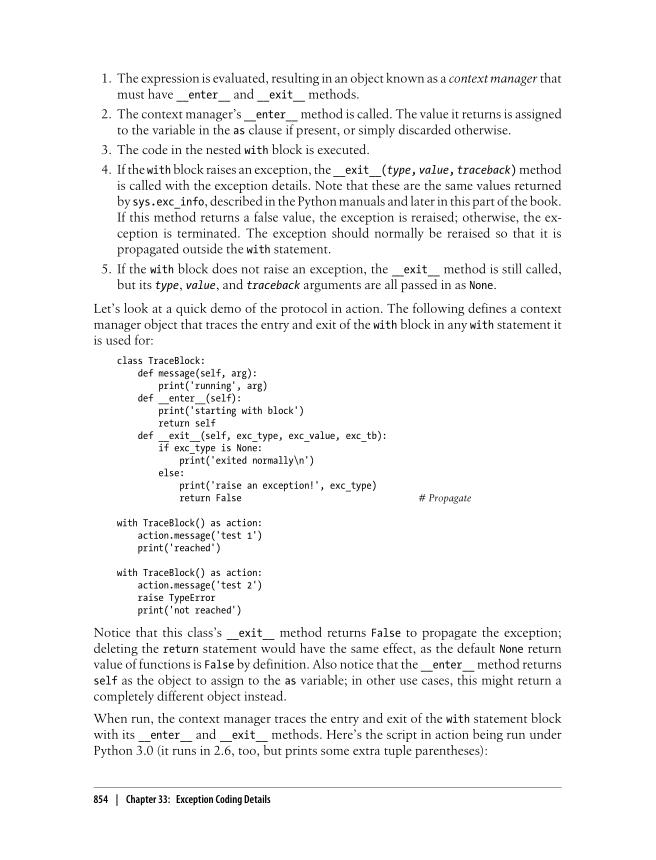 1. The expression is evaluated, resulting in an object known as a context manager that
must have __enter__ and __exit__ methods.
2. The context manager's __enter__ method is called. The value it returns is assigned
to the variable in the as clause if present, or simply discarded otherwise.
3. The code in the nested with block is executed.
4. If the with block raises an exception, the __exit__(type, value, traceback) method
is called with the exception details. Note that these are the same values returned
by sys.exc_info, described in the Python manuals and later in this part of the book.
If this method returns a false value, the exception is reraised; otherwise, the ex-
ception is terminated. The exception should normally be reraised so that it is
propagated outside the with statement.
5. If the with block does not raise an exception, the __exit__ method is still called,
but its type, value, and traceback arguments are all passed in as None.
Let's look at a quick demo of the protocol in action. The following defines a context
manager object that traces the entry and exit of the with block in any with statement it
is used for:
class TraceBlock:
    def message(self, arg):
        print('running', arg)
    def __enter__(self):
        print('starting with block')
        return self
    def __exit__(self, exc_type, exc_value, exc_tb):
        if exc_type is None:
            print('exited normally\n')
        else:
            print('raise an exception!', exc_type)
            return False # Propagate
with TraceBlock() as action:
    action.message('test 1')
    print('reached')
with TraceBlock() as action:
    action.message('test 2')
    raise TypeError
    print('not reached')
Notice that this class's __exit__ method returns False to propagate the exception;
deleting the return statement would have the same effect, as the default None return
value of functions is False by definition. Also notice that the __enter__ method returns
self as the object to assign to the as variable; in other use cases, this might return a
completely different object instead.
When run, the context manager traces the entry and exit of the with statement block
with its __enter__ and __exit__ methods. Here's the script in action being run under
Python 3.0 (it runs in 2.6, too, but prints some extra tuple parentheses):
854 | Chapter 33: Exception Coding Details